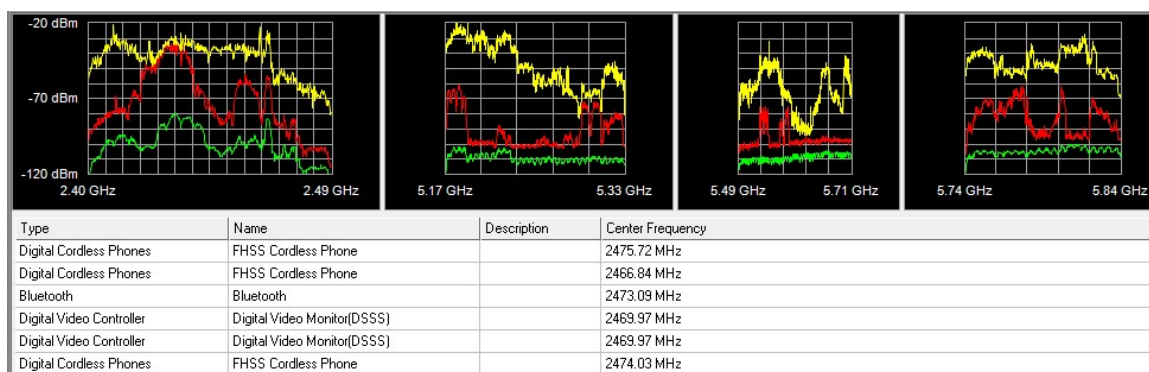 -20 dBm
-70 dBm
-120 dBm
2.40 GHz 2.49 GHz 5.17 GHz 5.33 GHz 5.49 GHz 5.71 GHz 5.74 GHz 5.84 GHz
Type Name Description Center Frequency
Digital Cordless Phones FHSS Cordless Phone 2475.72 MHz
Digital Cordless Phones FHSS Cordless Phone 2466.84 MHz
Bluetooth Bluetooth 2473.09 MHz
Digital Video Controller Digital Video Monitor(DSSS) 2469.97 MHz
Digital Video Controller Digital Video Monitor(DSSS) 2469.97 MHz
Digital Cordless Phones FHSS Cordless Phone 2474.03 MHz